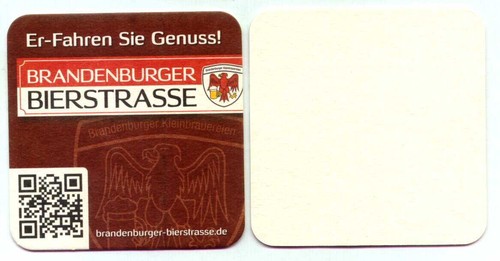 Er-Fahren Sie Genuss!
BRANDENBURGER
BIERSTRASSE
Brandenburger Kleinbrauereien
brandenburger-bierstrasse.de